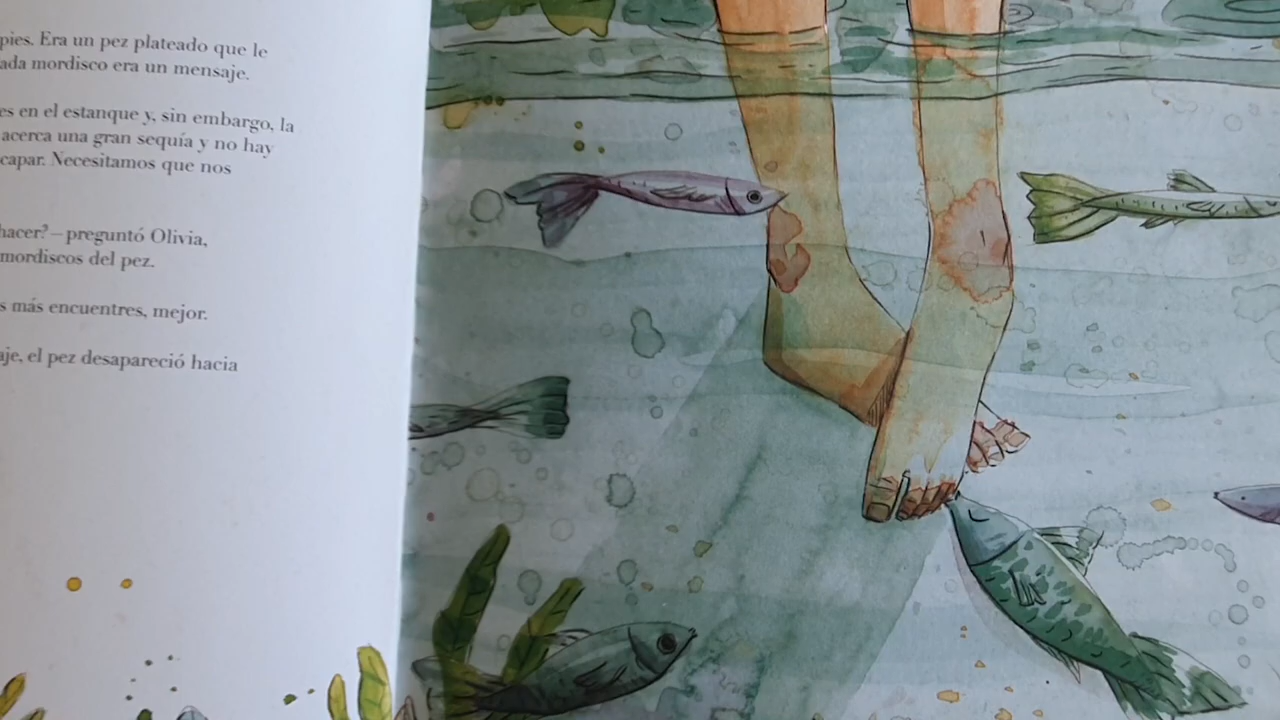 pies. Era un pez plateado que le
ada mordisco era un mensaje.
es en el estanque y, sin embargo, la
acerca una gran sequía y no hay
capar. Necesitamos que nos
hacer? – preguntó Olivia,
mordiscos del pez.
s más encuentres, mejor.
aje, el pez desapareció hacia